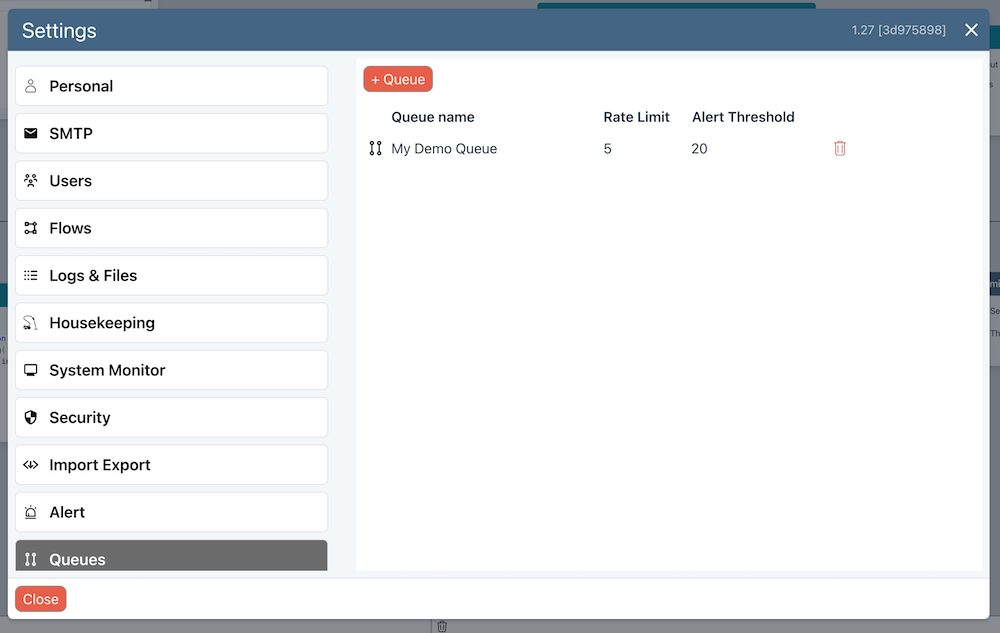 Settings
1.27 [3d975898]
Personal
SMTP
Users
Flows
Logs & Files
Housekeeping
System Monitor
Security
Import Export
Alert
Queues
+ Queue
Queue name Rate Limit Alert Threshold
My Demo Queue 5 20
Close